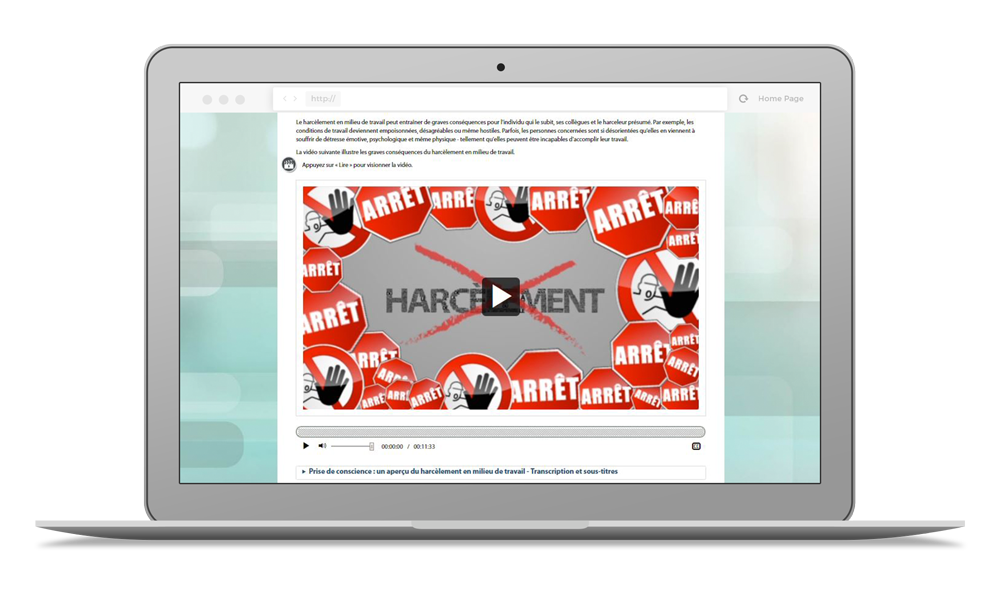 http://
Home Page
Le harcèlement en milieu de travail peut entraîner de graves conséquences pour l'individu qui le subit, ses collègues et le harceleur présumé. Par exemple, les
conditions de travail deviennent empoisonnées, désagréables ou même hostiles. Parfois, les personnes concernées sont si désorientées qu'elles en viennent à
souffrir de détresse émotive, psychologique et même physique - tellement qu'elles peuvent être incapables d'accomplir leur travail.
La vidéo suivante illustre les graves conséquences du harcèlement en milieu de travail.
Appuyez sur « Lire » pour visionner la vidéo.
ARRÊT ARRÊ ARRÊT ARRÊT ARRÊ
ARRÊT
ARRÊT
HARCÈLEMENT
ARRÊT
ARRÊT ARRÊT
ARRÊT ARRÊT
ARRÊT ARRÊT ARRÊT ARRÊT ARRÊT
00:00:00 / 00:11:33
Prise de conscience : un aperçu du harcèlement en milieu de travail - Transcription et sous-titres